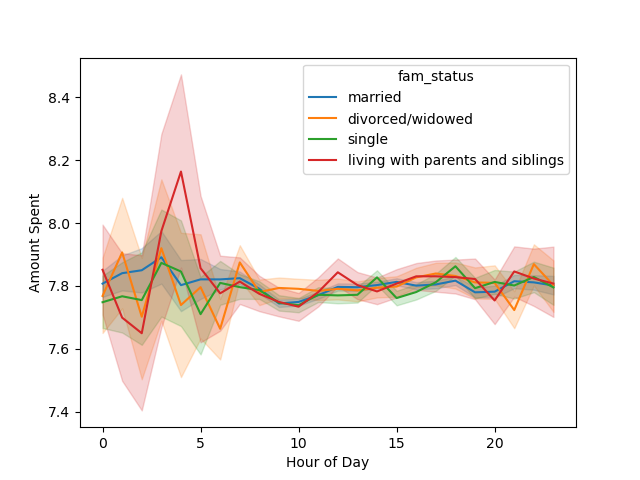 fam_status
married
divorced/widowed
single
living with parents and siblings
8.4
8.2
8.0
7.8
7.6
7.4
Amount Spent
0 5 10 15 20
Hour of Day